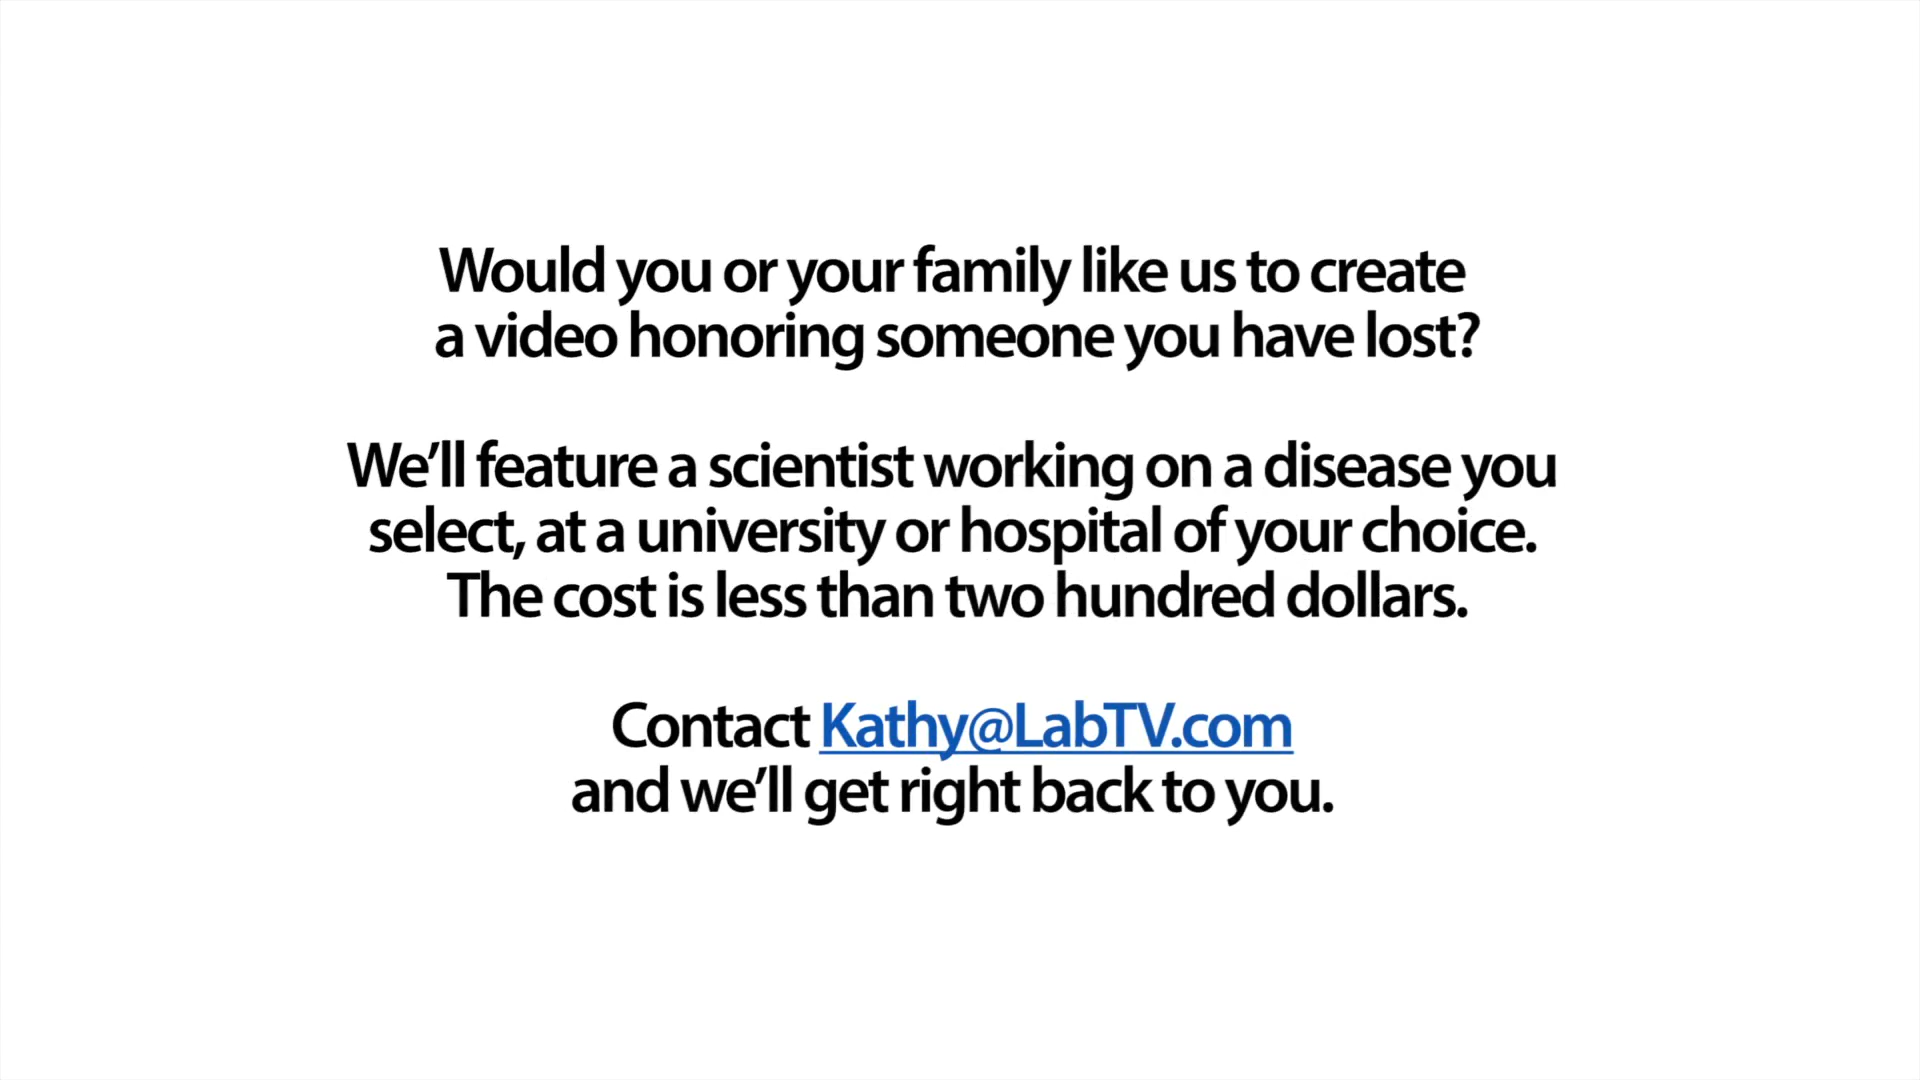 Would you or your family like us to create
a video honoring someone you have lost?
We’ll feature a scientist working on a disease you
select, at a university or hospital of your choice.
The cost is less than two hundred dollars.
Contact Kathy@LabTV.com
and we’ll get right back to you.